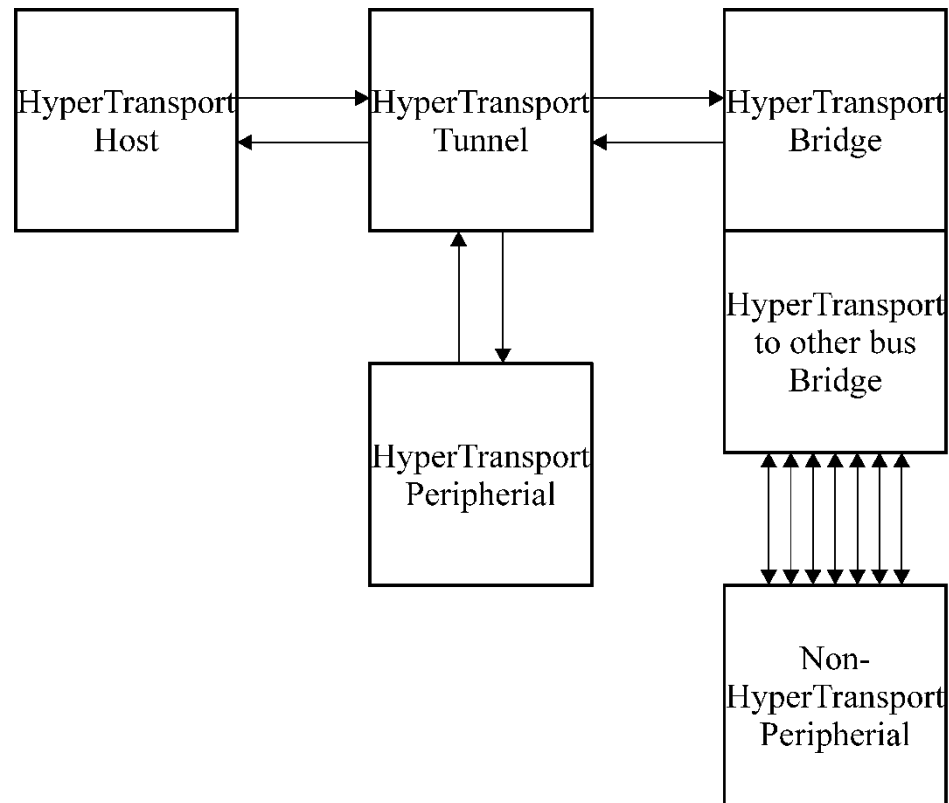 HyperTransport
Host
HyperTransport
Tunnel
HyperTransport
Bridge
HyperTransport
to other bus
Bridge
HyperTransport
Peripherial
Non-
HyperTransport
Peripherial